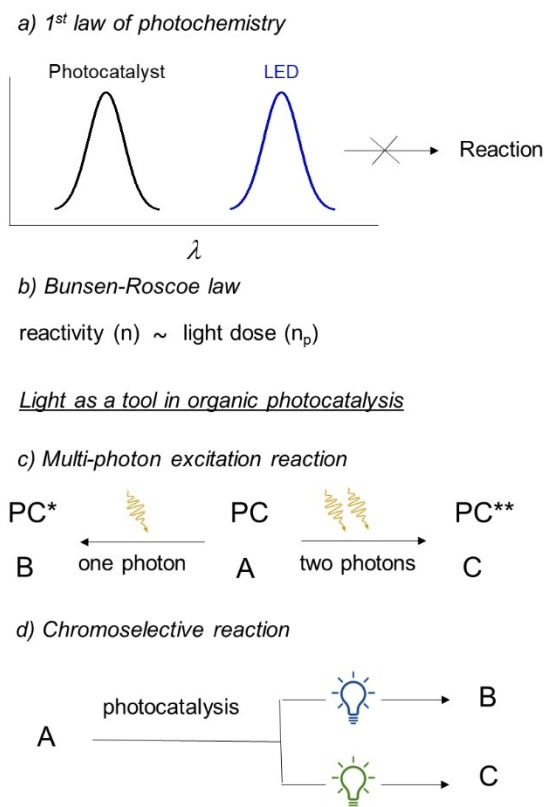 a) 1st law of photochemistry
Photocatalyst LED
Reaction
λ
b) Bunsen-Roscoe law
reactivity (n) ~ light dose (np)
Light as a tool in organic photocatalysis
c) Multi-photon excitation reaction
PC* PC PC**
B one photon A two photons C
d) Chromoselective reaction
photocatalysis B
A
C